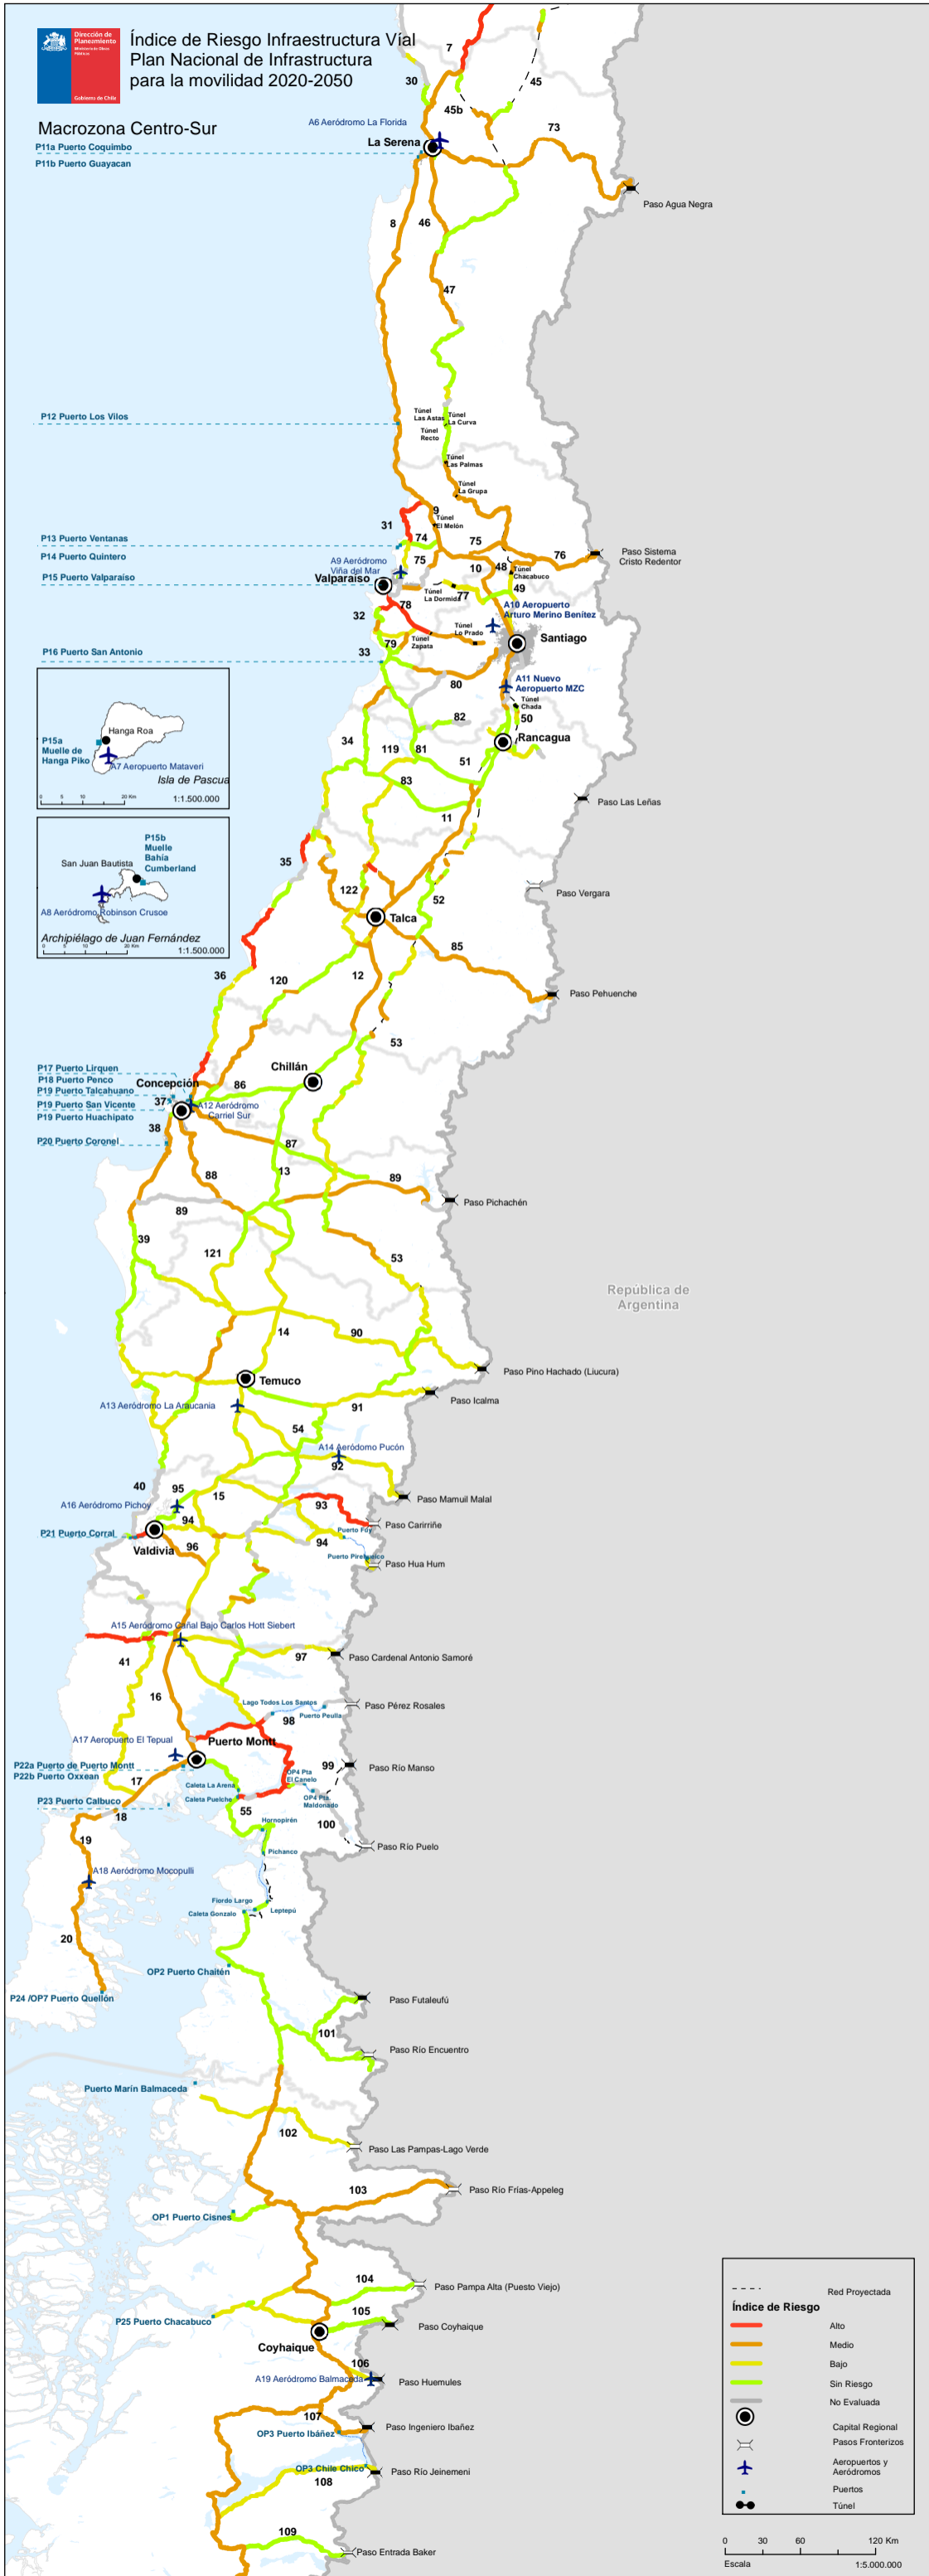 Dirección de
Planeamiento
Ministerio de Obras
Públicas
Gobierno de Chile
Índice de Riesgo Infraestructura Víal
Plan Nacional de Infraestructura
para la movilidad 2020-2050
Macrozona Centro-Sur
7
30
45
45b
A6 Aeródromo La Florida
73
La Serena
P11a Puerto Coquimbo
P11b Puerto Guayacan
Paso Agua Negra
8
46
47
P12 Puerto Los Vilos
Túnel
Las Astas
Túnel
La Curva
Túnel
Recto
Túnel
Las Palmas
Túnel
La Grupa
9
31
Túnel
El Melón
P13 Puerto Ventanas
74
75
76
Paso Sistema
Cristo Redentor
P14 Puerto Quintero
A9 Aeródromo
Viña del Mar
75
10
48
Túnel
Chacabuco
P15 Puerto Valparaíso
Valparaíso
49
Túnel
La Dormida
77
78
A10 Aeropuerto
Arturo Merino Benítez
32
Túnel
Lo Prado
Santiago
79
Túnel
Zapata
P16 Puerto San Antonio
33
A11 Nuevo
Aeropuerto MZC
80
Túnel
Chada
Hanga Roa
P15a
Muelle de
Hanga Piko
A7 Aeropuerto Mataveri
Isla de Pascua
0 5 10 20 Km
1:1.500.000
82
50
34
119
81
Rancagua
51
83
Paso Las Leñas
11
P15b
Muelle
Bahía
Cumberland
San Juan Bautista
A8 Aeródromo Robinson Crusoe
Archipiélago de Juan Fernández
0 5 10 20 Km
1:1.500.000
35
122
52
Paso Vergara
Talca
85
36
120
12
Paso Pehuenche
53
P17 Puerto Lirquen
P18 Puerto Penco
P19 Puerto Talcahuano
P19 Puerto San Vicente
P19 Puerto Huachipato
Chillán
Concepción
86
37
A12 Aeródromo
Carriel Sur
38
P20 Puerto Coronel
87
88
13
89
Paso Pichachén
89
39
121
53
República de
Argentina
14
90
Paso Pino Hachado (Liucura)
Temuco
Paso Icalma
A13 Aeródromo La Araucania
91
54
A14 Aeródomo Pucón
92
40
95
15
Paso Mamuil Malal
A16 Aeródromo Pichoy
93
94
Paso Carirriñe
P21 Puerto Corral
Puerto Fuy
94
Valdivia
96
Puerto Pirehueico
Paso Hua Hum
A15 Aeródromo Cañal Bajo Carlos Hott Siebert
41
97
Paso Cardenal Antonio Samoré
16
Lago Todos Los Santos
Paso Pérez Rosales
Puerto Peulla
98
A17 Aeropuerto El Tepual
Puerto Montt
P22a Puerto de Puerto Montt
P22b Puerto Oxxean
99
Paso Río Manso
OP4 Pta
El Canelo
17
Caleta La Arena
OP4 Pta.
Maldonado
P23 Puerto Calbuco
Caleta Puelche
18
55
100
19
Hornopirén
Paso Río Puelo
Pichanco
A18 Aeródromo Mocopulli
Fiordo Largo
Leptepú
Caleta Gonzalo
20
OP2 Puerto Chaitén
P24 /OP7 Puerto Quellón
Paso Futaleufú
101
Paso Río Encuentro
Puerto Marín Balmaceda
102
Paso Las Pampas-Lago Verde
103
Paso Río Frías-Appeleg
OP1 Puerto Cisnes
104
Paso Pampa Alta (Puesto Viejo)
P25 Puerto Chacabuco
105
Paso Coyhaique
Coyhaique
106
A19 Aeródromo Balmaceda
Paso Huemules
107
Paso Ingeniero Ibañez
OP3 Puerto Ibáñez
OP3 Chile Chico
Paso Río Jeinemeni
108
109
Paso Entrada Baker
Red Proyectada
Índice de Riesgo
Alto
Medio
Bajo
Sin Riesgo
No Evaluada
Capital Regional
Pasos Fronterizos
Aeropuertos y
Aeródromos
Puertos
Túnel
0 30 60 120 Km
Escala 1:5.000.000